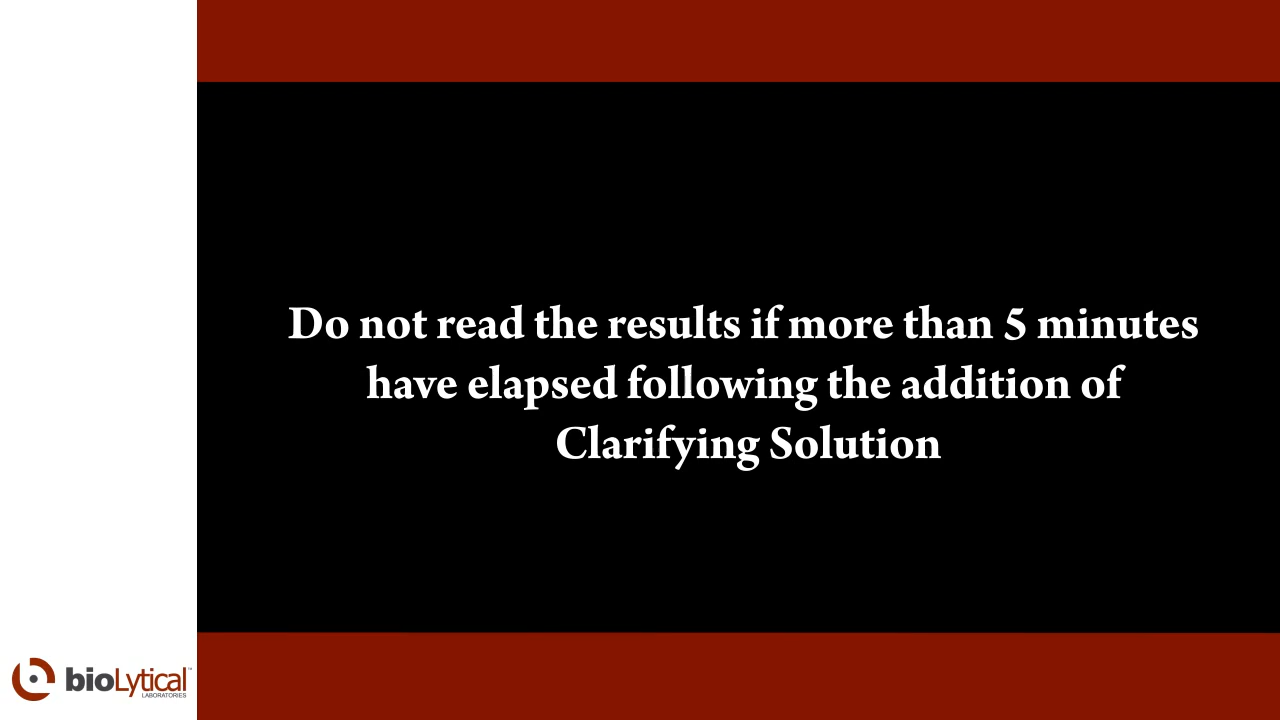 Do not read the results if more than 5 minutes
have elapsed following the addition of
Clarifying Solution
bioLytical™
LABORATORIES